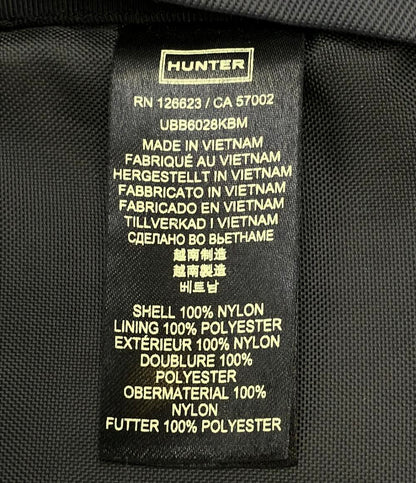 HUNTER
RN 126623 / CA 57002
UBB6028KBM
MADE IN VIETNAM
FABRIQUÉ AU VIETNAM
HERGESTELLT IN VIETNAM
FABBRICATO IN VIETNAM
FABRICADO EN VIETNAM
TILLVERKAD I VIETNAM
СДЕЛАНО ВО ВЬЕТНАМЕ
越南制造
越南製造
베트남
SHELL 100% NYLON
LINING 100% POLYESTER
EXTÉRIEUR 100% NYLON
DOUBLURE 100%
POLYESTER
OBERMATERIAL 100%
NYLON
FUTTER 100% POLYESTER